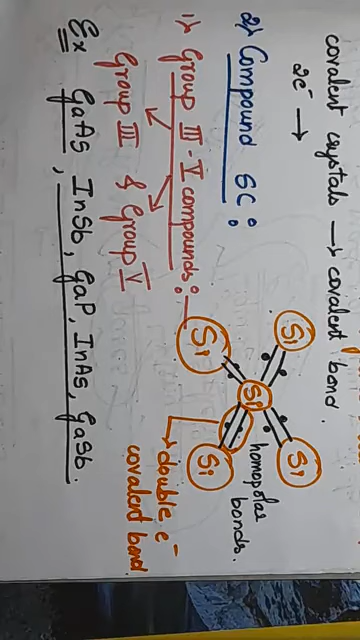 covalent crystals → covalent bond.
2e⁻ →
Si
Si
Si
Si
Si
homopolar
bonds.
→ double e⁻
covalent bond.
2) Compound SC:
1) Group III-V compounds:
Group III & Group V
Ex GaAs, InSb, GaP, InAs, GaSb.